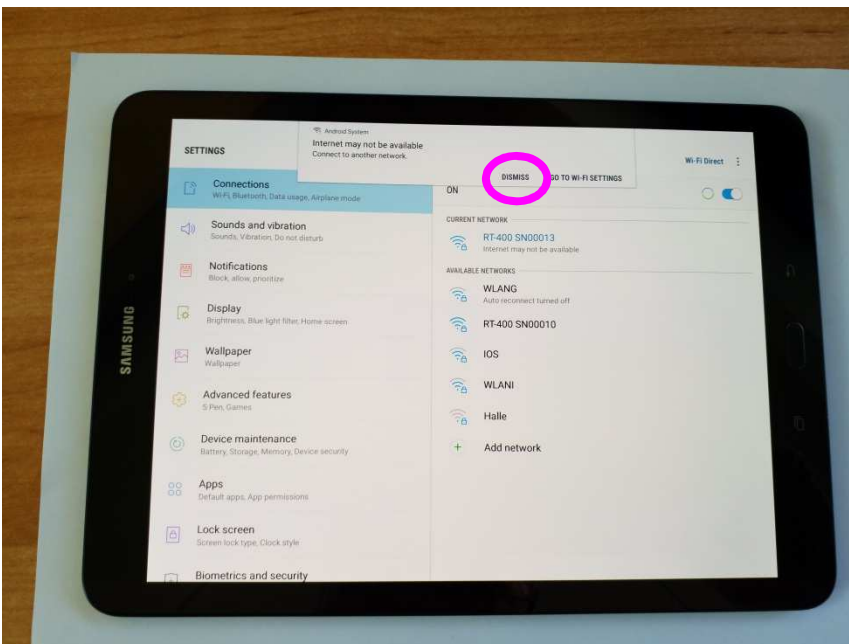 SAMSUNG
SETTINGS
Android System
Internet may not be available
Connect to another network.
DISMISS
GO TO WI-FI SETTINGS
Wi-Fi Direct
Connections
Wi-Fi, Bluetooth, Data usage, Airplane mode
Sounds and vibration
Sounds, Vibration, Do not disturb
Notifications
Block, allow, prioritize
Display
Brightness, Blue light filter, Home screen
Wallpaper
Wallpaper
Advanced features
S Pen, Games
Device maintenance
Battery, Storage, Memory, Device security
Apps
Default apps, App permissions
Lock screen
Screen lock type, Clock style
Biometrics and security
ON
CURRENT NETWORK
RT-400 SN00013
Internet may not be available.
AVAILABLE NETWORKS
WLANG
Auto reconnect turned off
RT-400 SN00010
IOS
WLANI
Halle
Add network